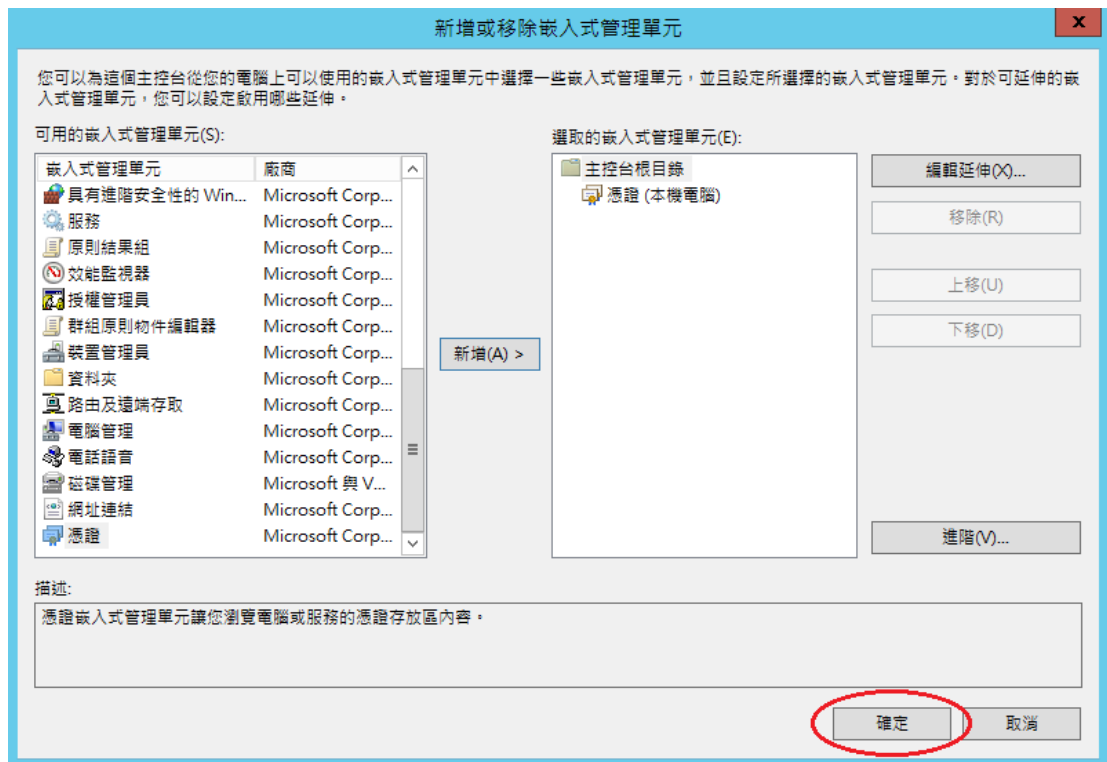 新增或移除嵌入式管理單元
x
您可以為這個主控台從您的電腦上可以使用的嵌入式管理單元中選擇一些嵌入式管理單元，並且設定所選擇的嵌入式管理單元。對於可延伸的嵌
入式管理單元，您可以設定啟用哪些延伸。
可用的嵌入式管理單元(S):
嵌入式管理單元 廠商
具有進階安全性的 Win... Microsoft Corp...
服務 Microsoft Corp...
原則結果組 Microsoft Corp...
效能監視器 Microsoft Corp...
授權管理員 Microsoft Corp...
群組原則物件編輯器 Microsoft Corp...
裝置管理員 Microsoft Corp...
資料夾 Microsoft Corp...
路由及遠端存取 Microsoft Corp...
電腦管理 Microsoft Corp...
電話語音 Microsoft Corp...
磁碟管理 Microsoft 與 V...
網址連結 Microsoft Corp...
憑證 Microsoft Corp...
新增(A) >
選取的嵌入式管理單元(E):
主控台根目錄
憑證 (本機電腦)
編輯延伸(X)...
移除(R)
上移(U)
下移(D)
進階(V)...
描述:
憑證嵌入式管理單元讓您瀏覽電腦或服務的憑證存放區內容。
確定
取消